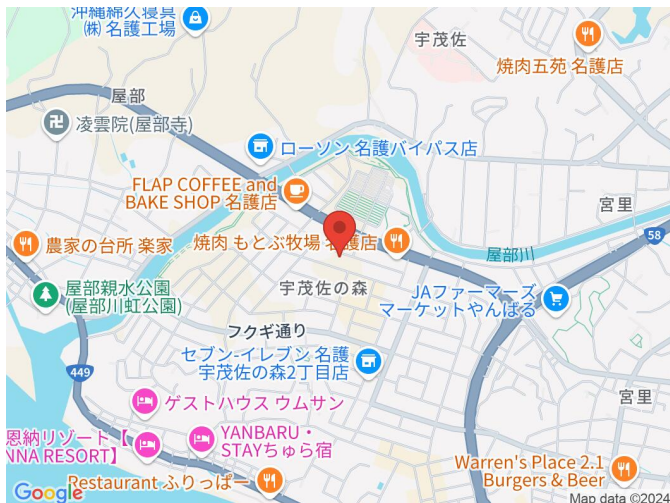 沖縄綿久寝具
㈱ 名護工場
宇茂佐
焼肉五苑 名護店
屋部
凌雲院(屋部寺)
ローソン 名護バイパス店
FLAP COFFEE and
BAKE SHOP 名護店
宮里
58
農家の台所 楽家
焼肉 もとぶ牧場 名護店
屋部川
屋部親水公園
(屋部川虹公園)
宇茂佐の森
JAファーマーズ
マーケットやんばる
フクギ通り
セブン-イレブン 名護
宇茂佐の森2丁目店
449
ゲストハウス ウムサン
宮里
恩納リゾート【
NNA RESORT】
YANBARU・
STAYちゅら宿
Warren's Place 2.1
Burgers & Beer
Restaurant ふりっぱー
Google
Map data ©2024